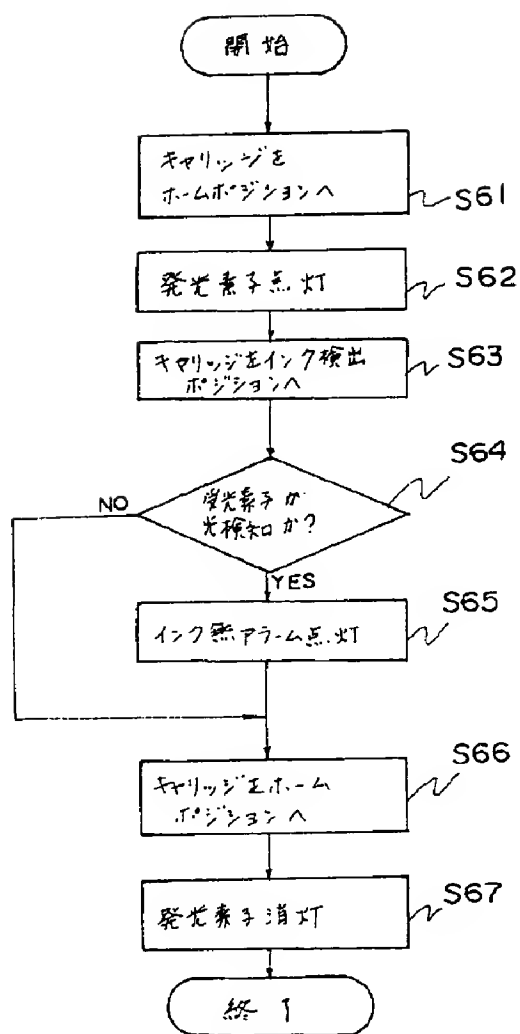 開始
キャリッジを
ホームポジションへ
S61
発光素子点灯
S62
キャリッジをインク検出
ポジションへ
S63
S64
受光素子が
光検知か?
NO
YES
S65
インク無アラーム点灯
S66
キャリッジをホーム
ポジションへ
S67
発光素子消灯
終了